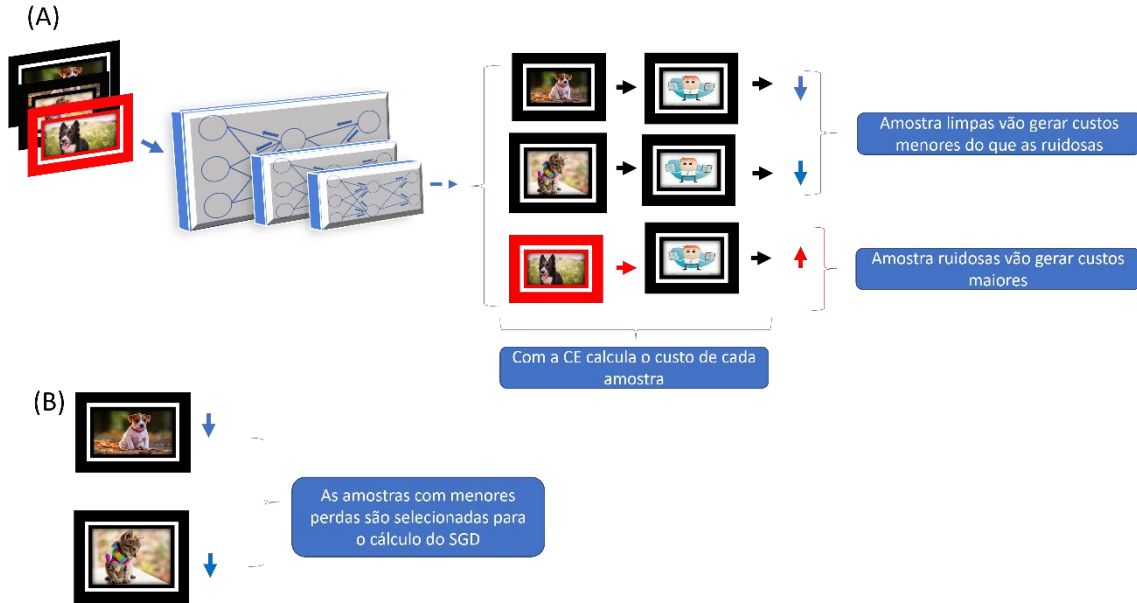 (A)
Amostra limpas vão gerar custos
menores do que as ruidosas
Amostra ruidosas vão gerar custos
maiores
Com a CE calcula o custo de cada
amostra
(B)
As amostras com menores
perdas são selecionadas para
o cálculo do SGD